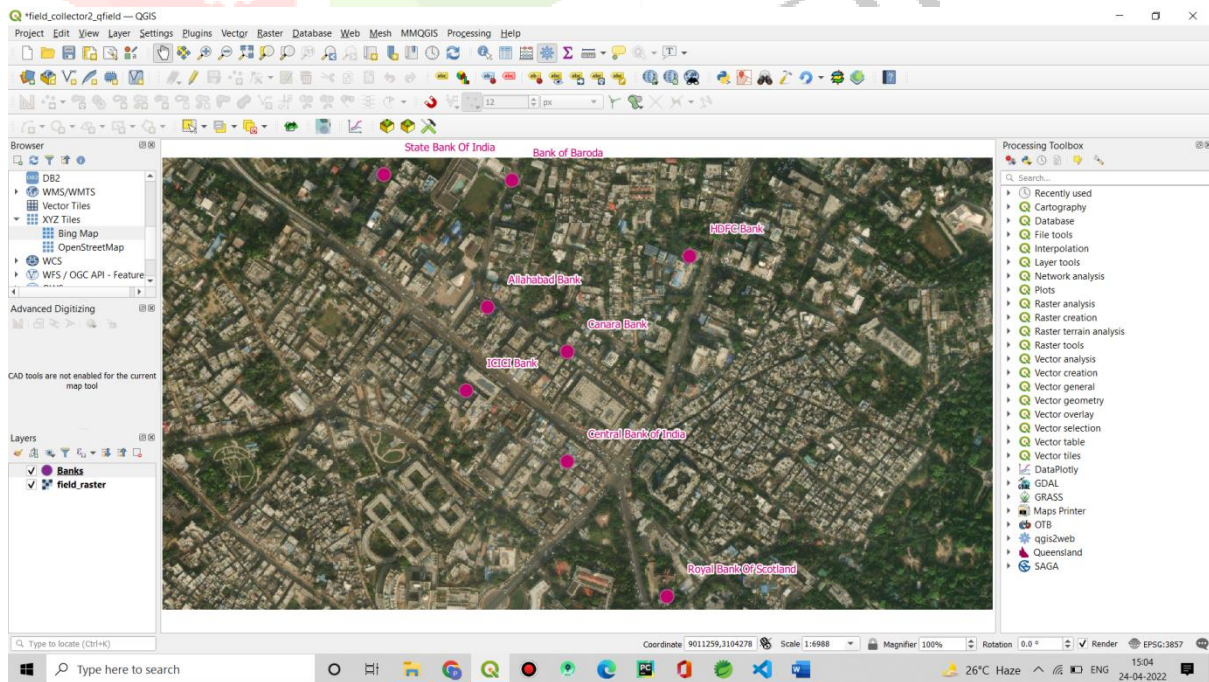 *field_collector2_qfield — QGIS
Project Edit View Layer Settings Plugins Vector Raster Database Web Mesh MMQGIS Processing Help
12 px
Browser
DB2
WMS/WMTS
Vector Tiles
XYZ Tiles
Bing Map
OpenStreetMap
WCS
WFS / OGC API - Feature
Advanced Digitizing
CAD tools are not enabled for the current
map tool
Layers
Banks
field_raster
State Bank Of India
Bank of Baroda
HDFC Bank
Allahabad Bank
Canara Bank
ICICI Bank
Central Bank of India
Royal Bank Of Scotland
Processing Toolbox
Search...
Recently used
Cartography
Database
File tools
Interpolation
Layer tools
Network analysis
Plots
Raster analysis
Raster creation
Raster terrain analysis
Raster tools
Vector analysis
Vector creation
Vector general
Vector geometry
Vector overlay
Vector selection
Vector table
Vector tiles
DataPlotly
GDAL
GRASS
Maps Printer
OTB
qgis2web
Queensland
SAGA
Type to locate (Ctrl+K)
Coordinate 9011259,3104278 Scale 1:6988 Magnifier 100% Rotation 0.0 ° Render EPSG:3857
Type here to search
26°C Haze ENG
15:04
24-04-2022